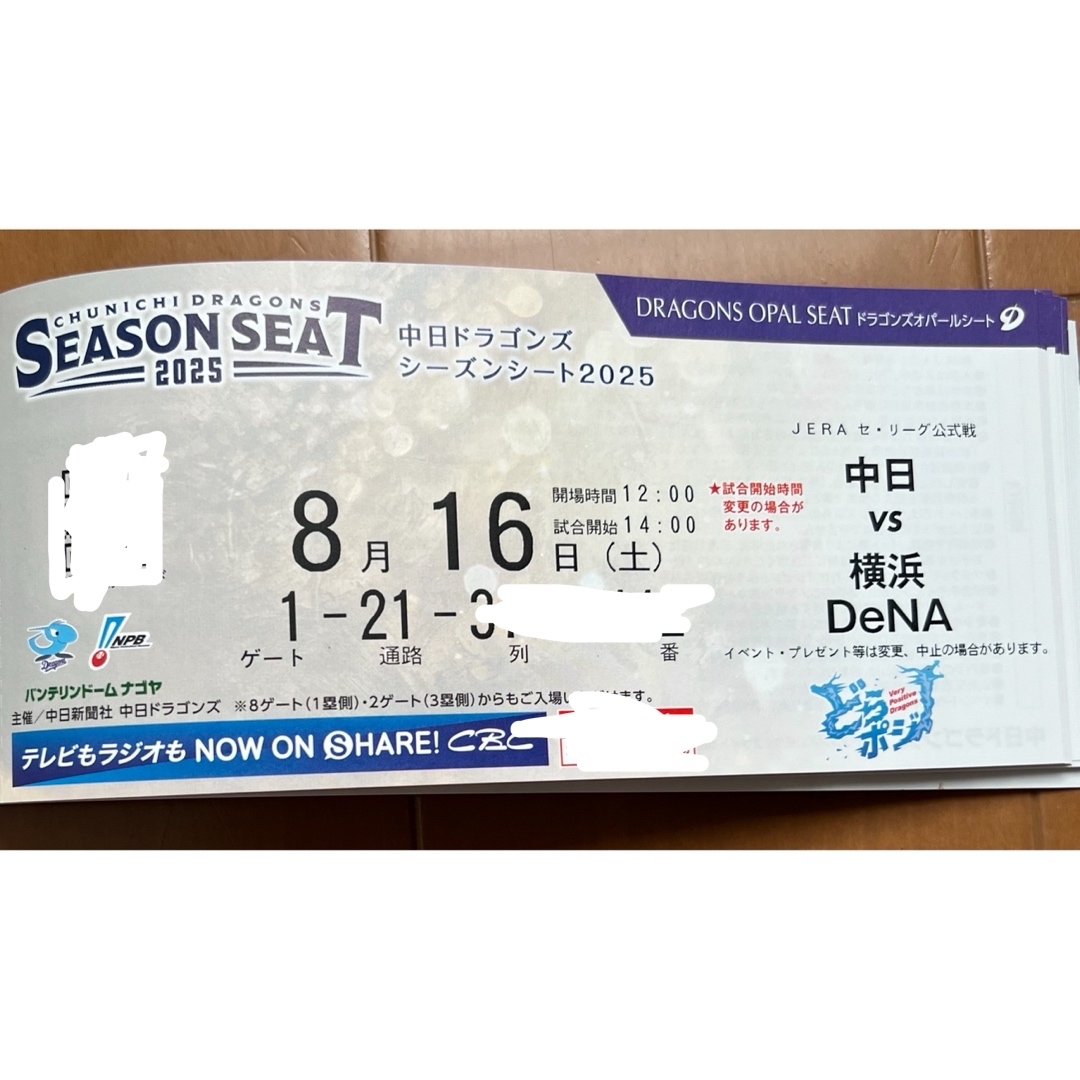 CHUNICHI DRAGONS
SEASON SEAT
2025
中日ドラゴンズ
シーズンシート2025
DRAGONS OPAL SEAT ドラゴンズオパールシート
JERA セ・リーグ公式戦
中日
vs
横浜
DeNA
8月16日(土)
開場時間 12:00
試合開始 14:00
★試合開始時間
変更の場合が
あります。
1-21-3
ゲート 通路 列 番
イベント・プレゼント等は変更、中止の場合があります。
Dragons
NPB
バンテリンドーム ナゴヤ
主催/中日新聞社 中日ドラゴンズ ※8ゲート(1塁側)・2ゲート(3塁側)からもご入場い
ます。
テレビもラジオも NOW ON SHARE! CBC
どらポジ
Very
Positive
Dragons